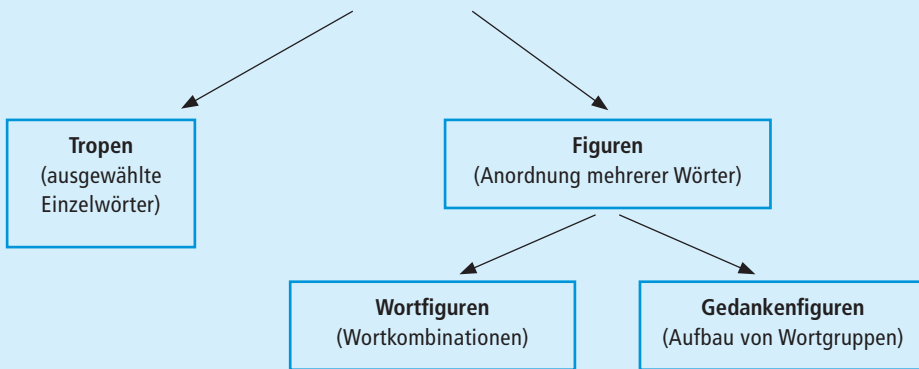 Tropen
(ausgewählte
Einzelwörter)
Figuren
(Anordnung mehrerer Wörter)
Wortfiguren
(Wortkombinationen)
Gedankenfiguren
(Aufbau von Wortgruppen)